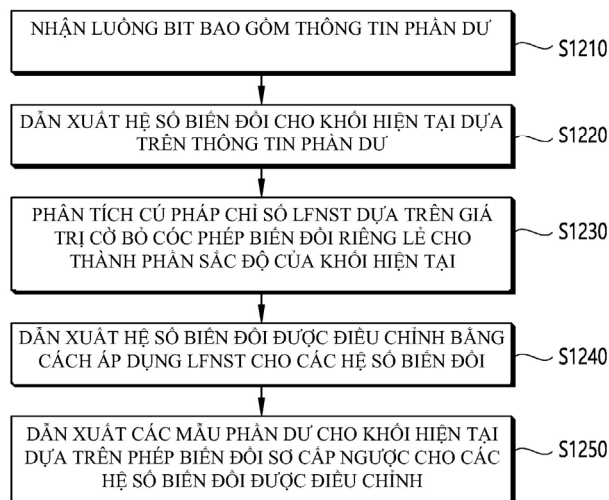 NHẬN LUỒNG BIT BAO GỒM THÔNG TIN PHẦN DƯ
S1210
DẪN XUẤT HỆ SỐ BIẾN ĐỔI CHO KHỐI HIỆN TẠI DỰA
TRÊN THÔNG TIN PHẦN DƯ
S1220
PHÂN TÍCH CÚ PHÁP CHỈ SỐ LFNST DỰA TRÊN GIÁ
TRỊ CỜ BỎ CÓC PHÉP BIẾN ĐỔI RIÊNG LẺ CHO
THÀNH PHẦN SẮC ĐỘ CỦA KHỐI HIỆN TẠI
S1230
DẪN XUẤT HỆ SỐ BIẾN ĐỔI ĐƯỢC ĐIỀU CHỈNH BẰNG
CÁCH ÁP DỤNG LFNST CHO CÁC HỆ SỐ BIẾN ĐỔI
S1240
DẪN XUẤT CÁC MẪU PHẦN DƯ CHO KHỐI HIỆN TẠI
DỰA TRÊN PHÉP BIẾN ĐỔI SƠ CẤP NGƯỢC CHO CÁC
HỆ SỐ BIẾN ĐỔI ĐƯỢC ĐIỀU CHỈNH
S1250